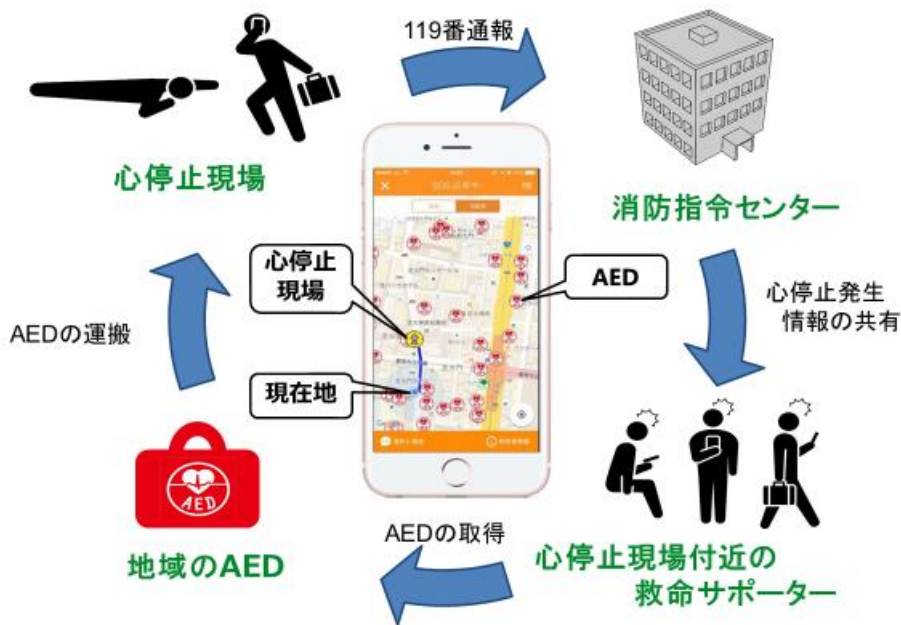 119番通報
心停止現場
消防指令センター
心停止
現場
AED
AEDの運搬
心停止発生
情報の共有
現在地
AED
AEDの取得
地域のAED
心停止現場付近の
救命サポーター